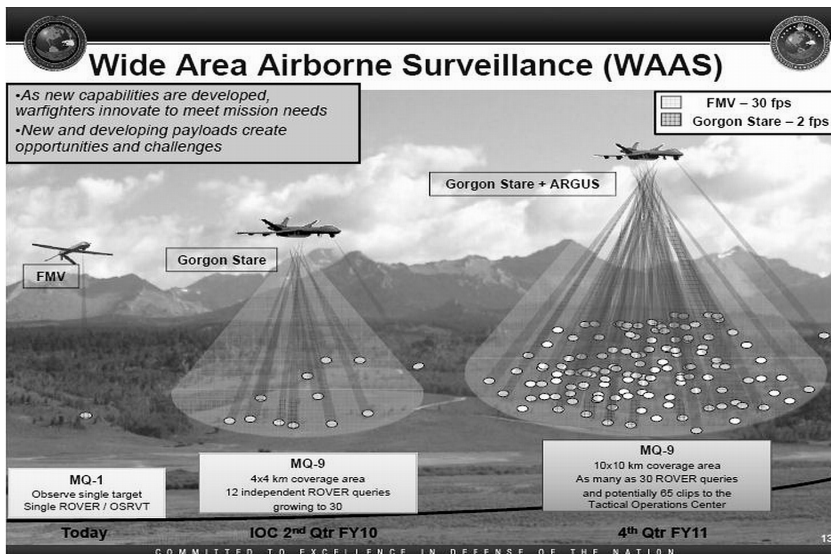 Wide Area Airborne Surveillance (WAAS)
•As new capabilities are developed,
warfighters innovate to meet mission needs
•New and developing payloads create
opportunities and challenges
FMV – 30 fps
Gorgon Stare – 2 fps
Gorgon Stare + ARGUS
Gorgon Stare
FMV
MQ-1
Observe single target
Single ROVER / OSRVT
MQ-9
4x4 km coverage area
12 independent ROVER queries
growing to 30
MQ-9
10x10 km coverage area
As many as 30 ROVER queries
and potentially 65 clips to the
Tactical Operations Center
Today
IOC 2nd Qtr FY10
4th Qtr FY11
COMMITTED TO EXCELLENCE IN DEFENSE OF THE NATION